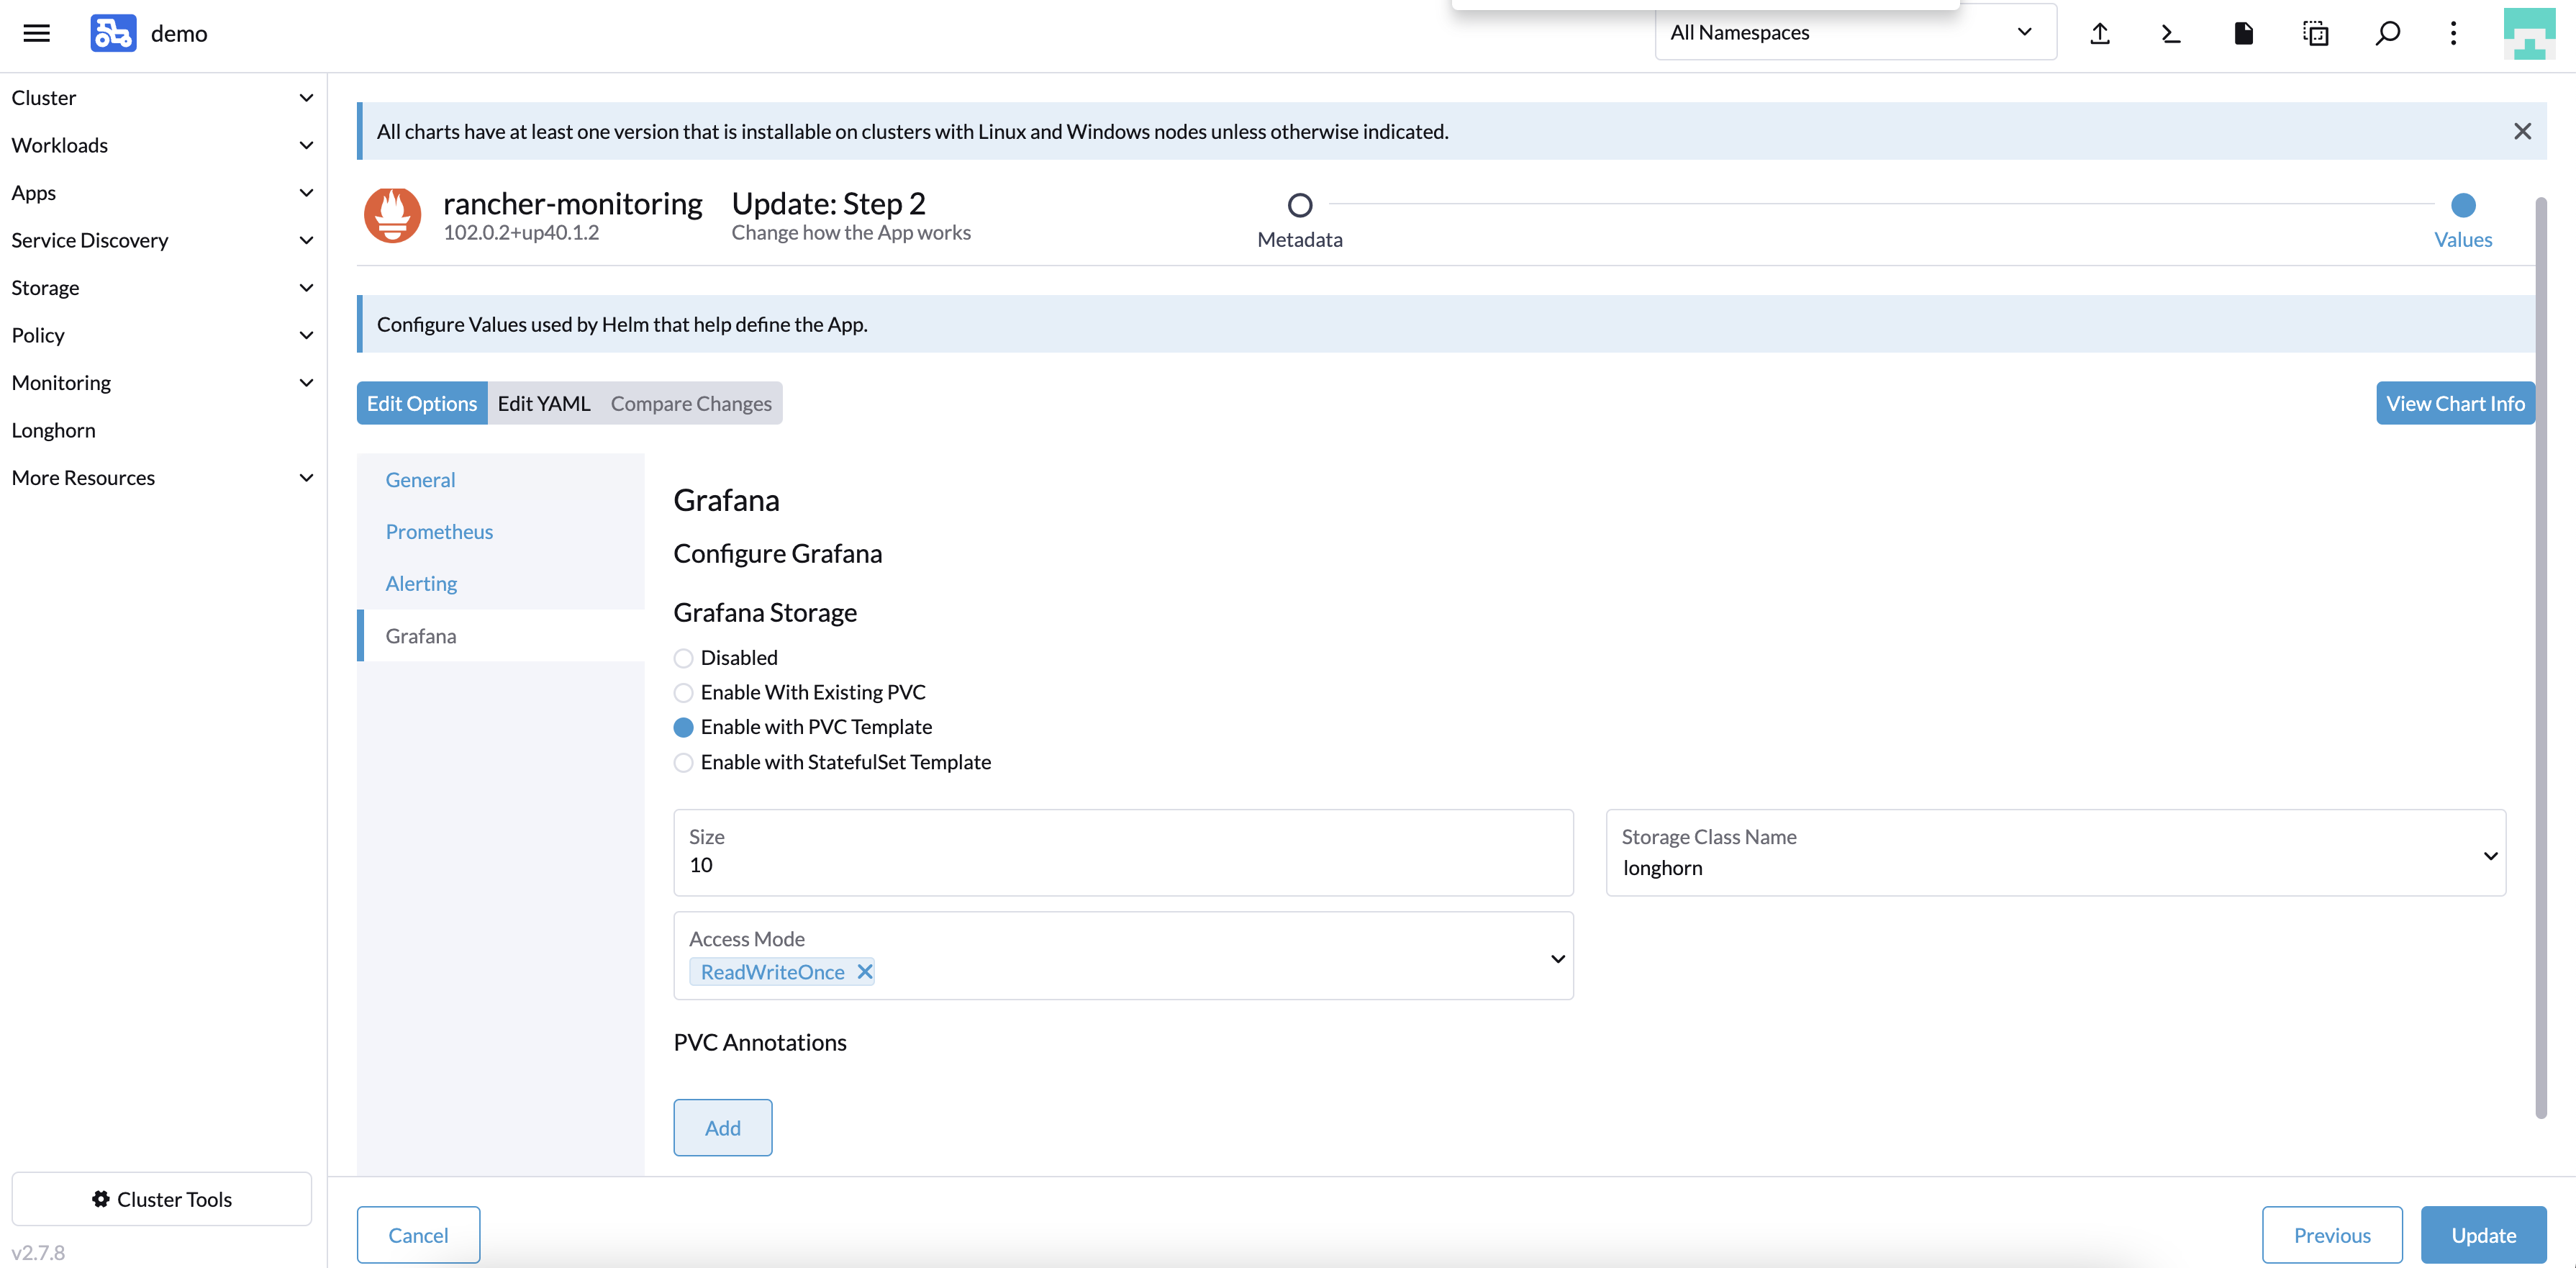 demo
All Namespaces
Cluster
Workloads
Apps
Service Discovery
Storage
Policy
Monitoring
Longhorn
More Resources
Cluster Tools
v2.7.8
All charts have at least one version that is installable on clusters with Linux and Windows nodes unless otherwise indicated.
rancher-monitoring
102.0.2+up40.1.2
Update: Step 2
Change how the App works
Metadata
Values
Configure Values used by Helm that help define the App.
Edit Options
Edit YAML
Compare Changes
View Chart Info
General
Prometheus
Alerting
Grafana
Grafana
Configure Grafana
Grafana Storage
Disabled
Enable With Existing PVC
Enable with PVC Template
Enable with StatefulSet Template
Size
10
Storage Class Name
longhorn
Access Mode
ReadWriteOnce
PVC Annotations
Add
Cancel
Previous
Update